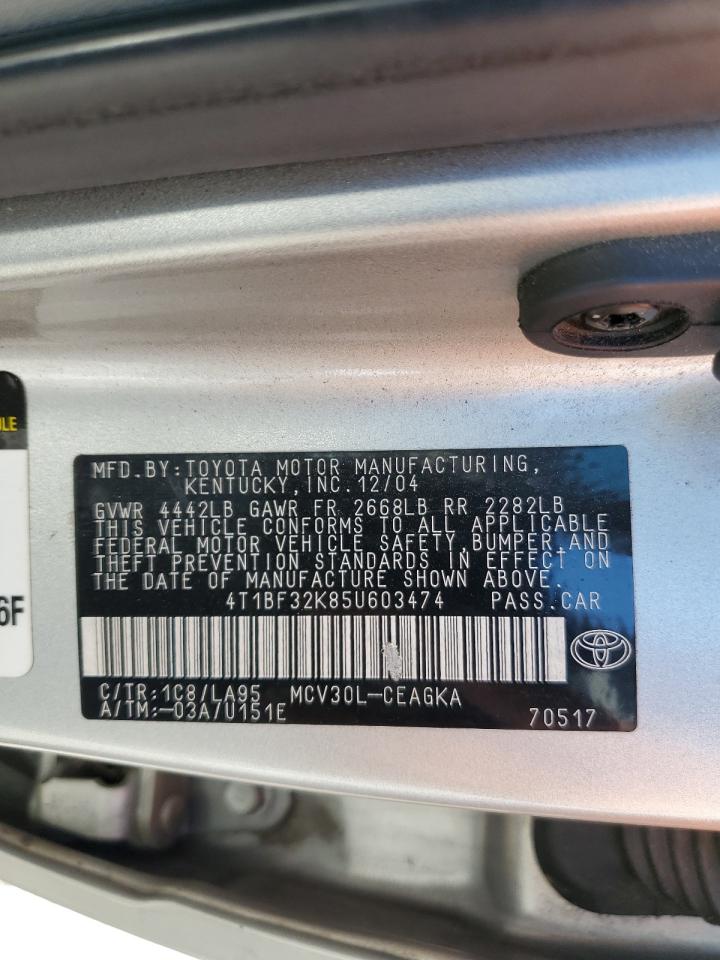 ULE
6F
MFD.BY:TOYOTA MOTOR MANUFACTURING,
KENTUCKY,INC.12/04
GVWR 4442LB GAWR FR 2668LB RR 2282LB
THIS VEHICLE CONFORMS TO ALL APPLICABLE
FEDERAL MOTOR VEHICLE SAFETY,BUMPER,AND
THEFT PREVENTION STANDARDS IN EFFECT ON
THE DATE OF MANUFACTURE SHOWN ABOVE.
4T1BF32K85U603474 PASS.CAR
C/TR:1C8/LA95 MCV30L-CEAGKA
A/TM:-03A/U151E 70517